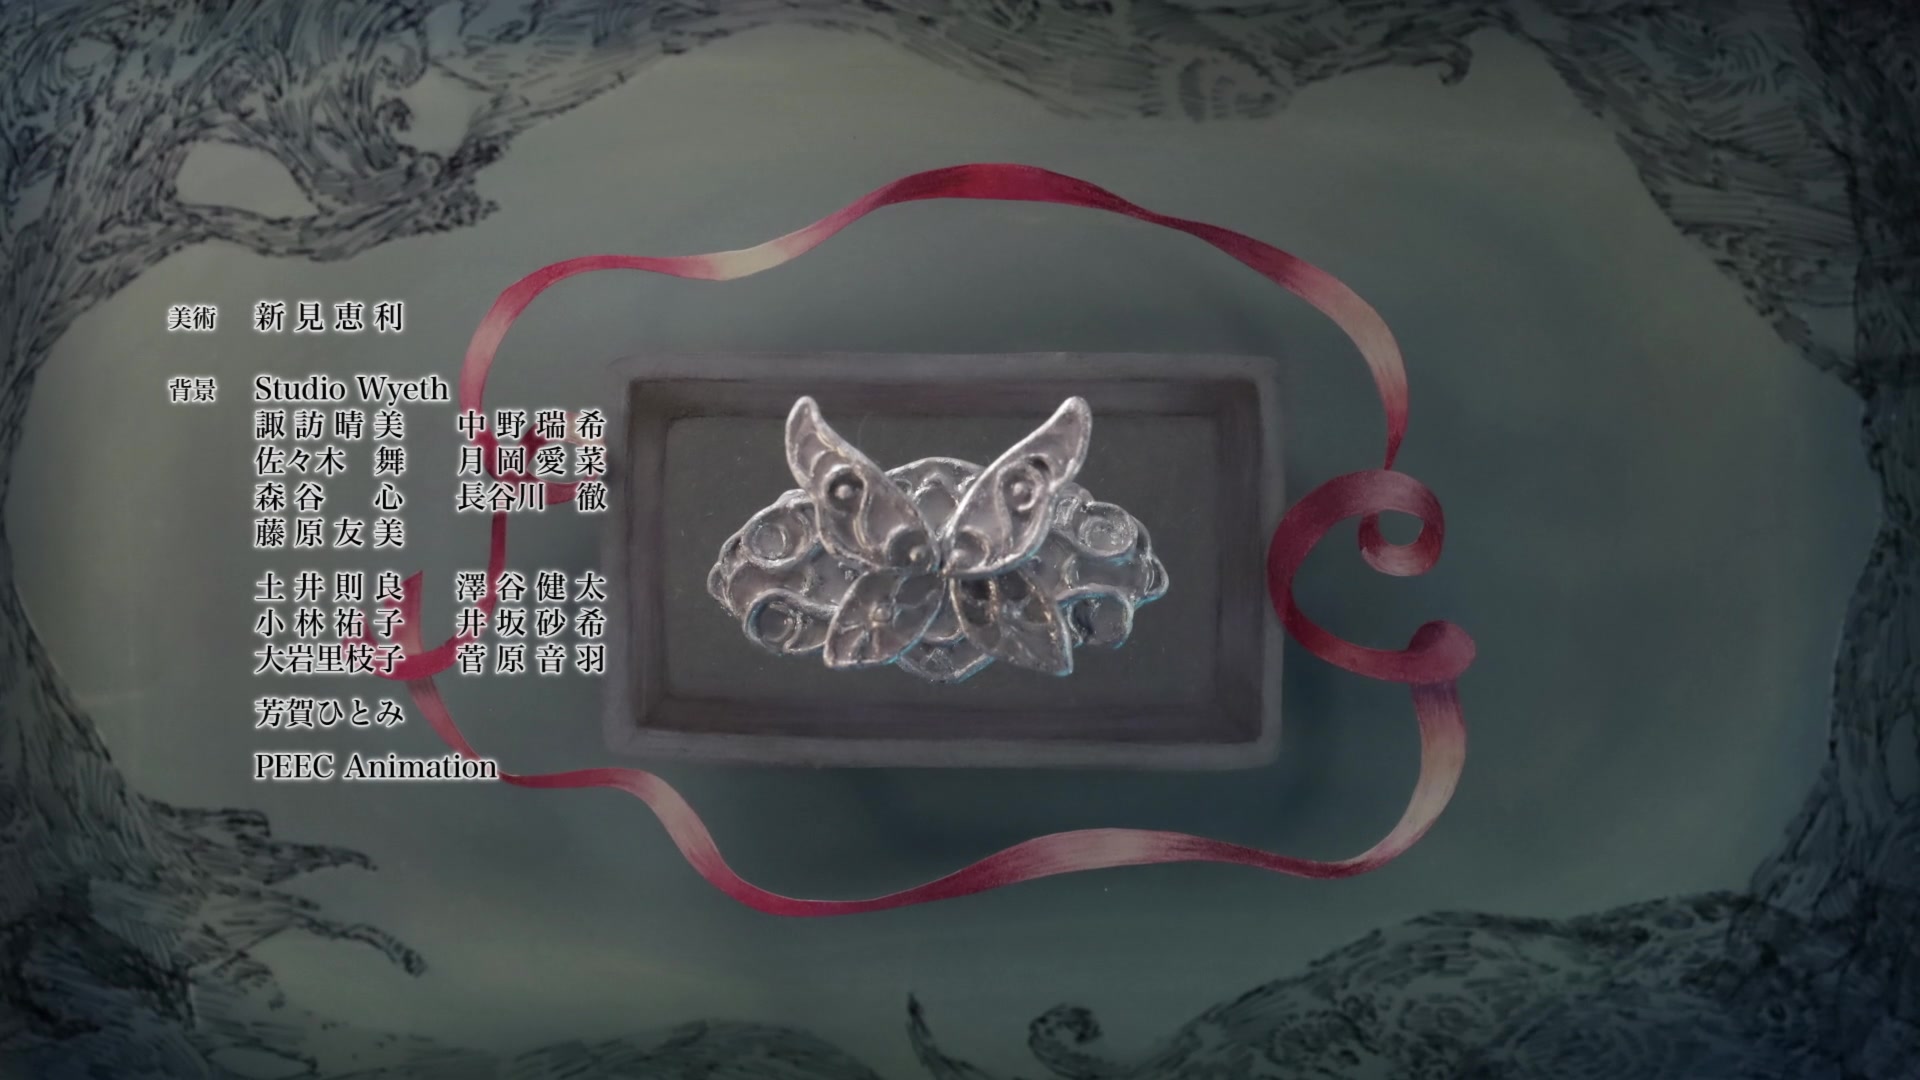 美術 新見恵利
背景 Studio Wyeth
諏訪晴美 中野瑞希
佐々木 舞 月岡愛菜
森谷 心 長谷川 徹
藤原友美
土井則良 澤谷健太
小林祐子 井坂砂希
大岩里枝子 菅原音羽
芳賀ひとみ
PEEC Animation